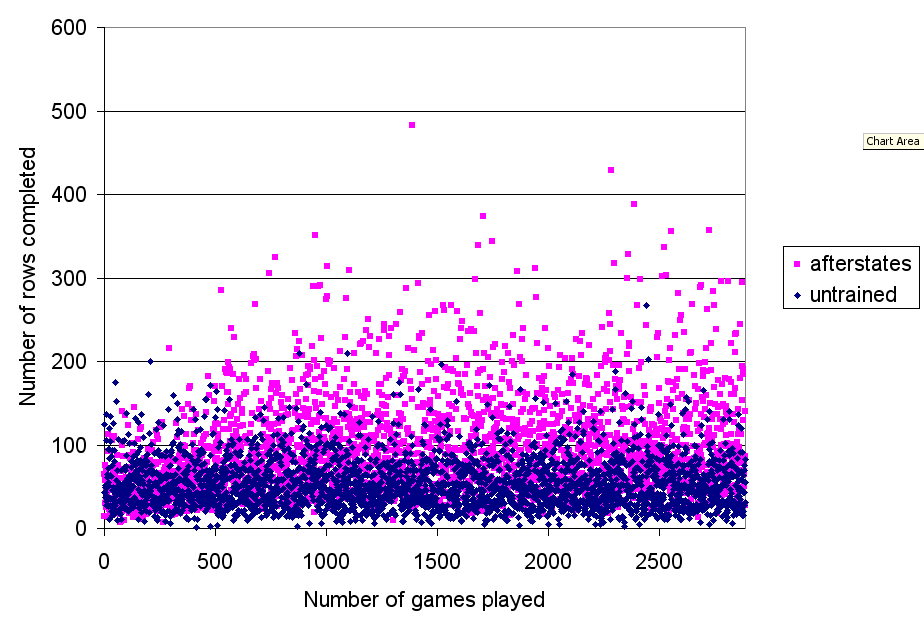 600
500
400
300
200
100
0
Number of rows completed
0 500 1000 1500 2000 2500
Number of games played
Chart Area
afterstates
untrained